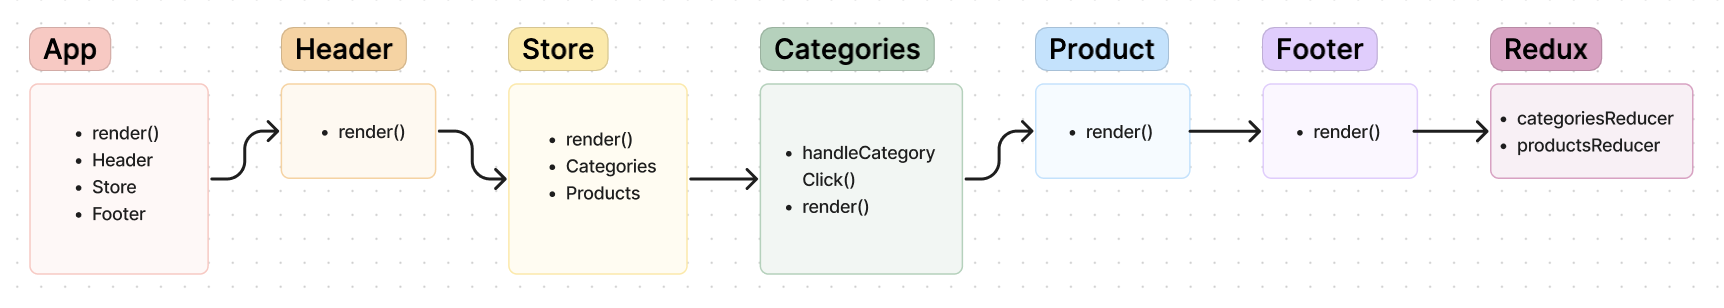 App
• render()
• Header
• Store
• Footer
Header
• render()
Store
• render()
• Categories
• Products
Categories
• handleCategory
Click()
• render()
Product
• render()
Footer
• render()
Redux
• categoriesReducer
• productsReducer